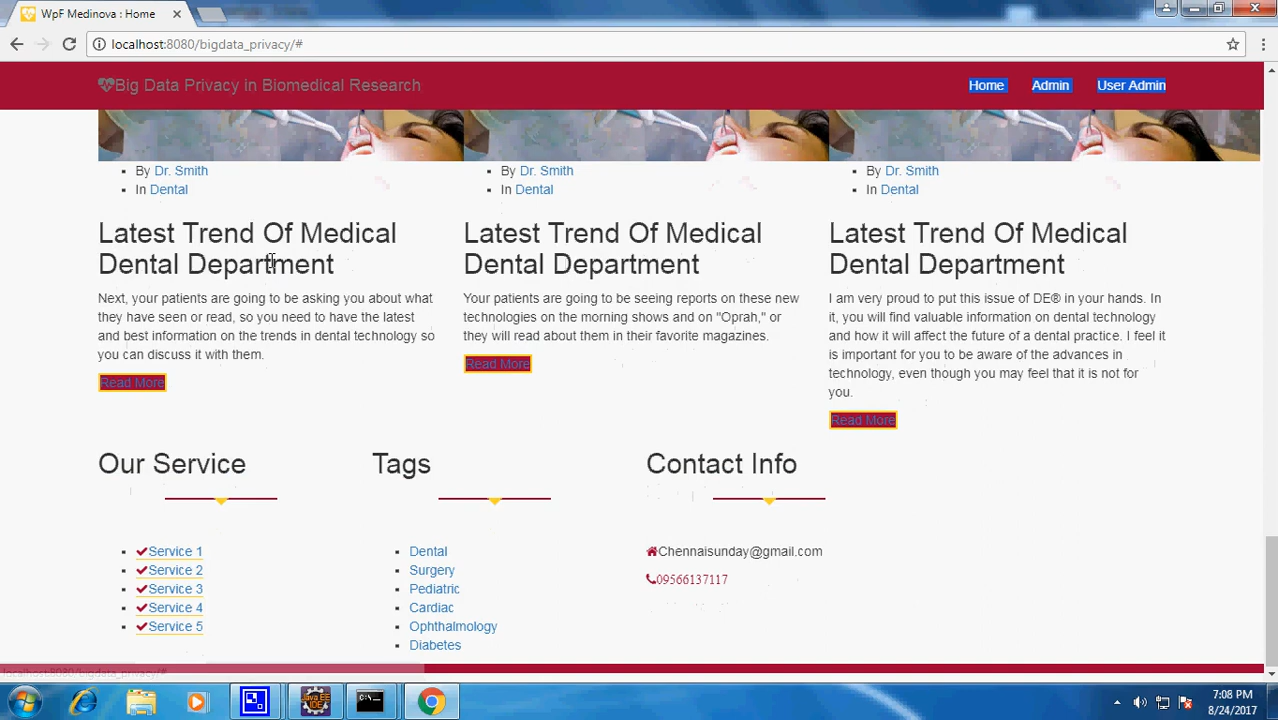 WpF Medinova : Home
localhost:8080/bigdata_privacy/#
Big Data Privacy in Biomedical Research
Home Admin User Admin
By Dr. Smith
In Dental
Latest Trend Of Medical
Dental Department
Next, your patients are going to be asking you about what
they have seen or read, so you need to have the latest
and best information on the trends in dental technology so
you can discuss it with them.
Read More
By Dr. Smith
In Dental
Latest Trend Of Medical
Dental Department
Your patients are going to be seeing reports on these new
technologies on the morning shows and on "Oprah," or
they will read about them in their favorite magazines.
Read More
By Dr. Smith
In Dental
Latest Trend Of Medical
Dental Department
I am very proud to put this issue of DE® in your hands. In
it, you will find valuable information on dental technology
and how it will affect the future of a dental practice. I feel it
is important for you to be aware of the advances in
technology, even though you may feel that it is not for
you.
Read More
Our Service
Service 1
Service 2
Service 3
Service 4
Service 5
Tags
Dental
Surgery
Pediatric
Cardiac
Ophthalmology
Diabetes
Contact Info
Chennaisunday@gmail.com
09566137117
localhost:8080/bigdata_privacy/#
Java EE
IDE
C:\.
7:08 PM
8/24/2017